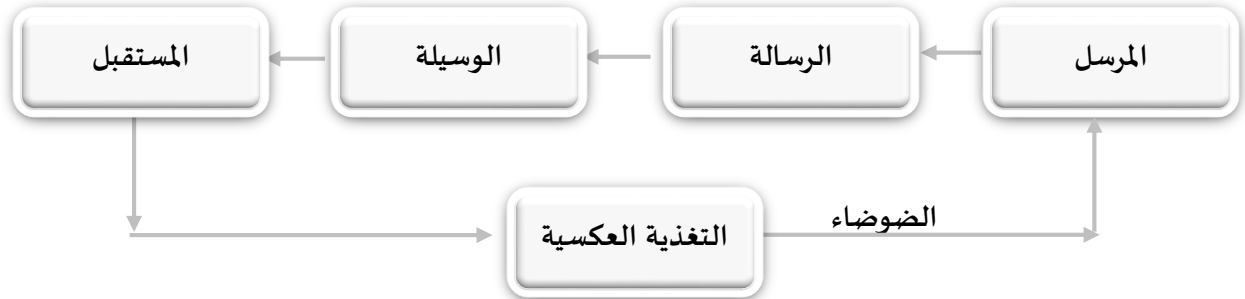 المرسل
الرسالة
الوسيلة
المستقبل
الضوضاء
التغذية العكسية